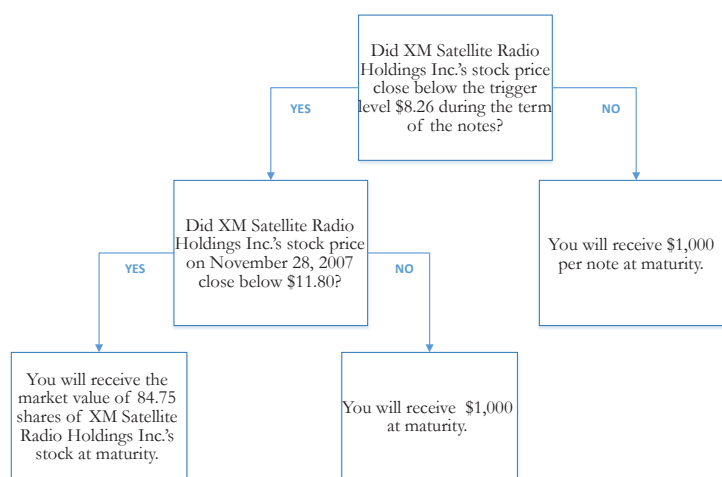 Did XM Satellite Radio
Holdings Inc.'s stock price
close below the trigger
level $8.26 during the term
of the notes?
YES
NO
Did XM Satellite Radio
Holdings Inc.'s stock price
on November 28, 2007
close below $11.80?
You will receive $1,000
per note at maturity.
YES
NO
You will receive the
market value of 84.75
shares of XM Satellite
Radio Holdings Inc.'s
stock at maturity.
You will receive $1,000
at maturity.